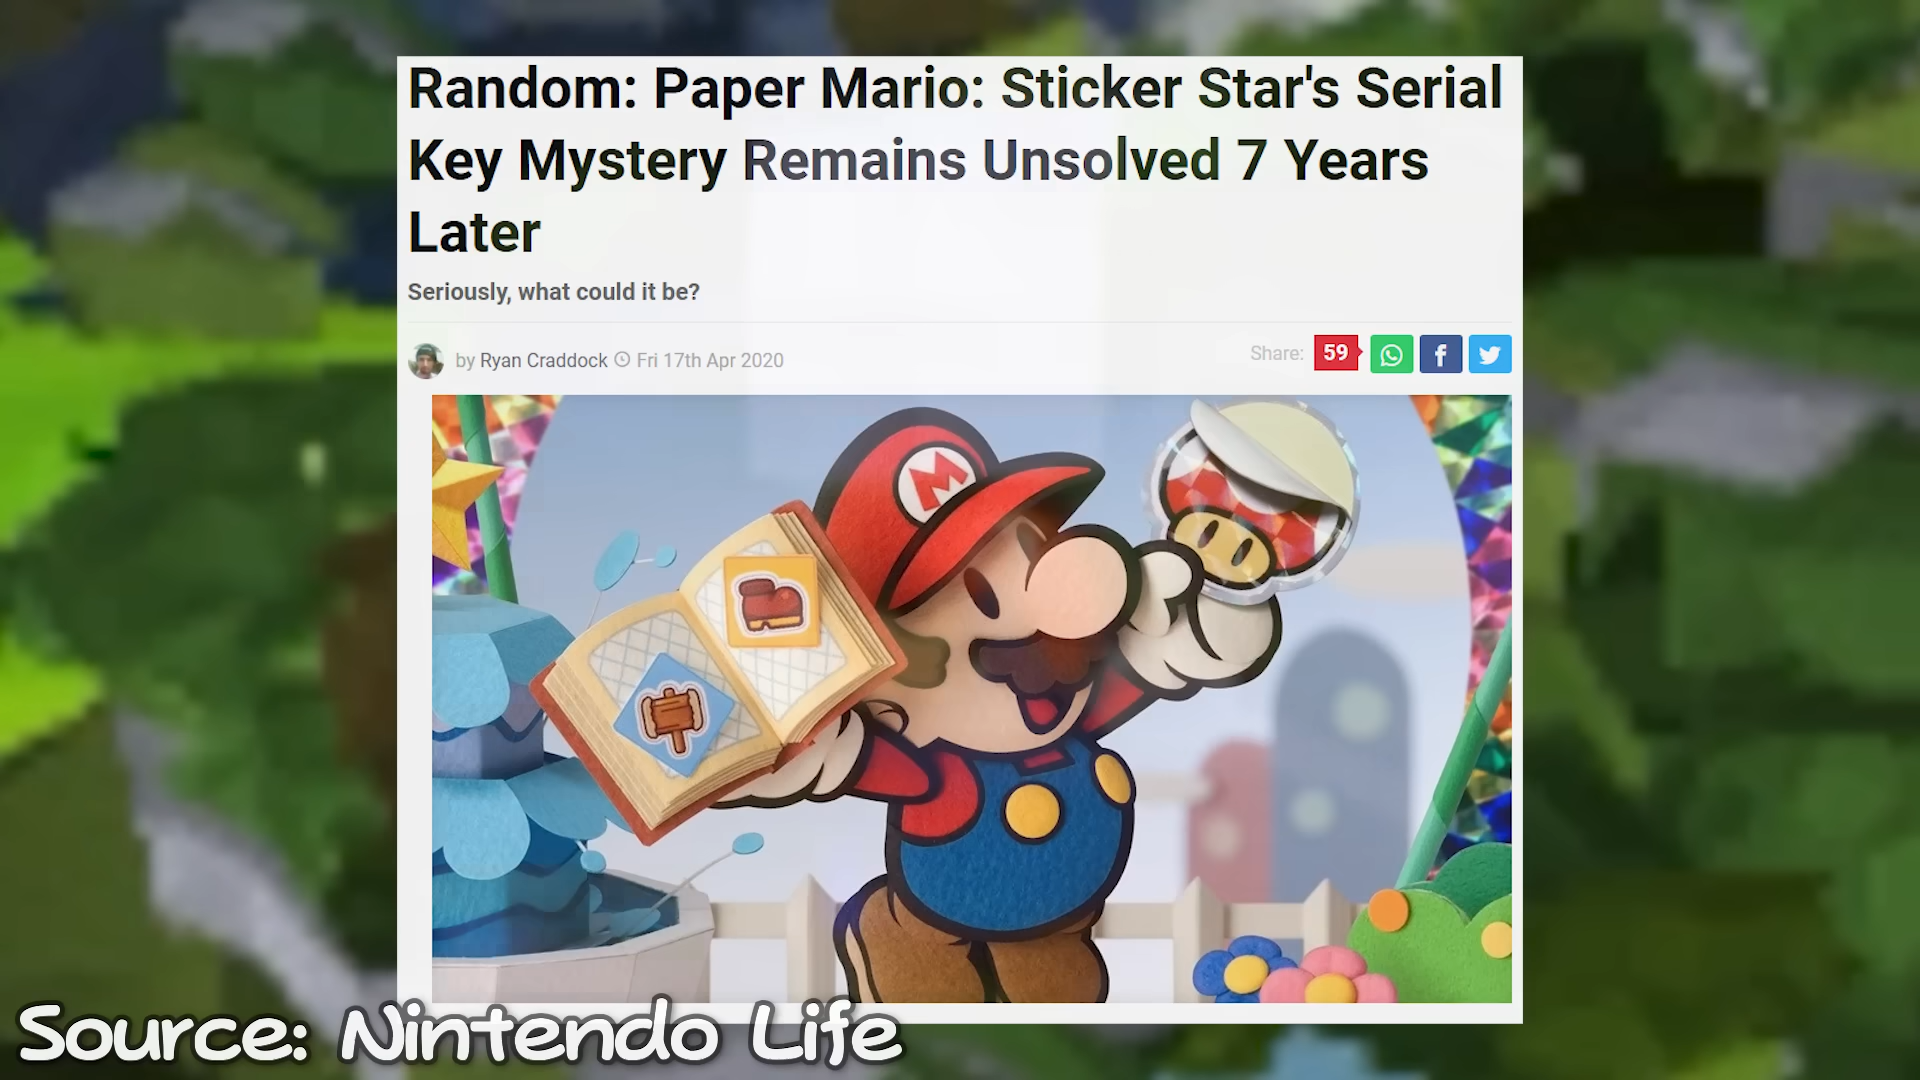 Random: Paper Mario: Sticker Star's Serial
Key Mystery Remains Unsolved 7 Years
Later
Seriously, what could it be?
by Ryan Craddock Fri 17th Apr 2020
Share: 59
M
Source: Nintendo Life